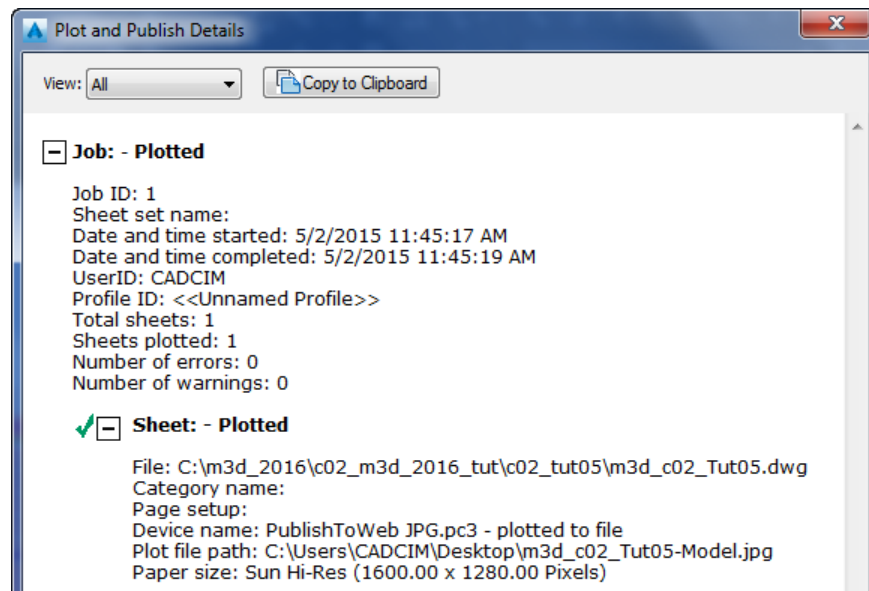 Plot and Publish Details
View: All Copy to Clipboard
Job: - Plotted
Job ID: 1
Sheet set name:
Date and time started: 5/2/2015 11:45:17 AM
Date and time completed: 5/2/2015 11:45:19 AM
UserID: CADCIM
Profile ID: <<Unnamed Profile>>
Total sheets: 1
Sheets plotted: 1
Number of errors: 0
Number of warnings: 0
Sheet: - Plotted
File: C:\m3d_2016\c02_m3d_2016_tut\c02_tut05\m3d_c02_Tut05.dwg
Category name:
Page setup:
Device name: PublishToWeb JPG.pc3 - plotted to file
Plot file path: C:\Users\CADCIM\Desktop\m3d_c02_Tut05-Model.jpg
Paper size: Sun Hi-Res (1600.00 x 1280.00 Pixels)